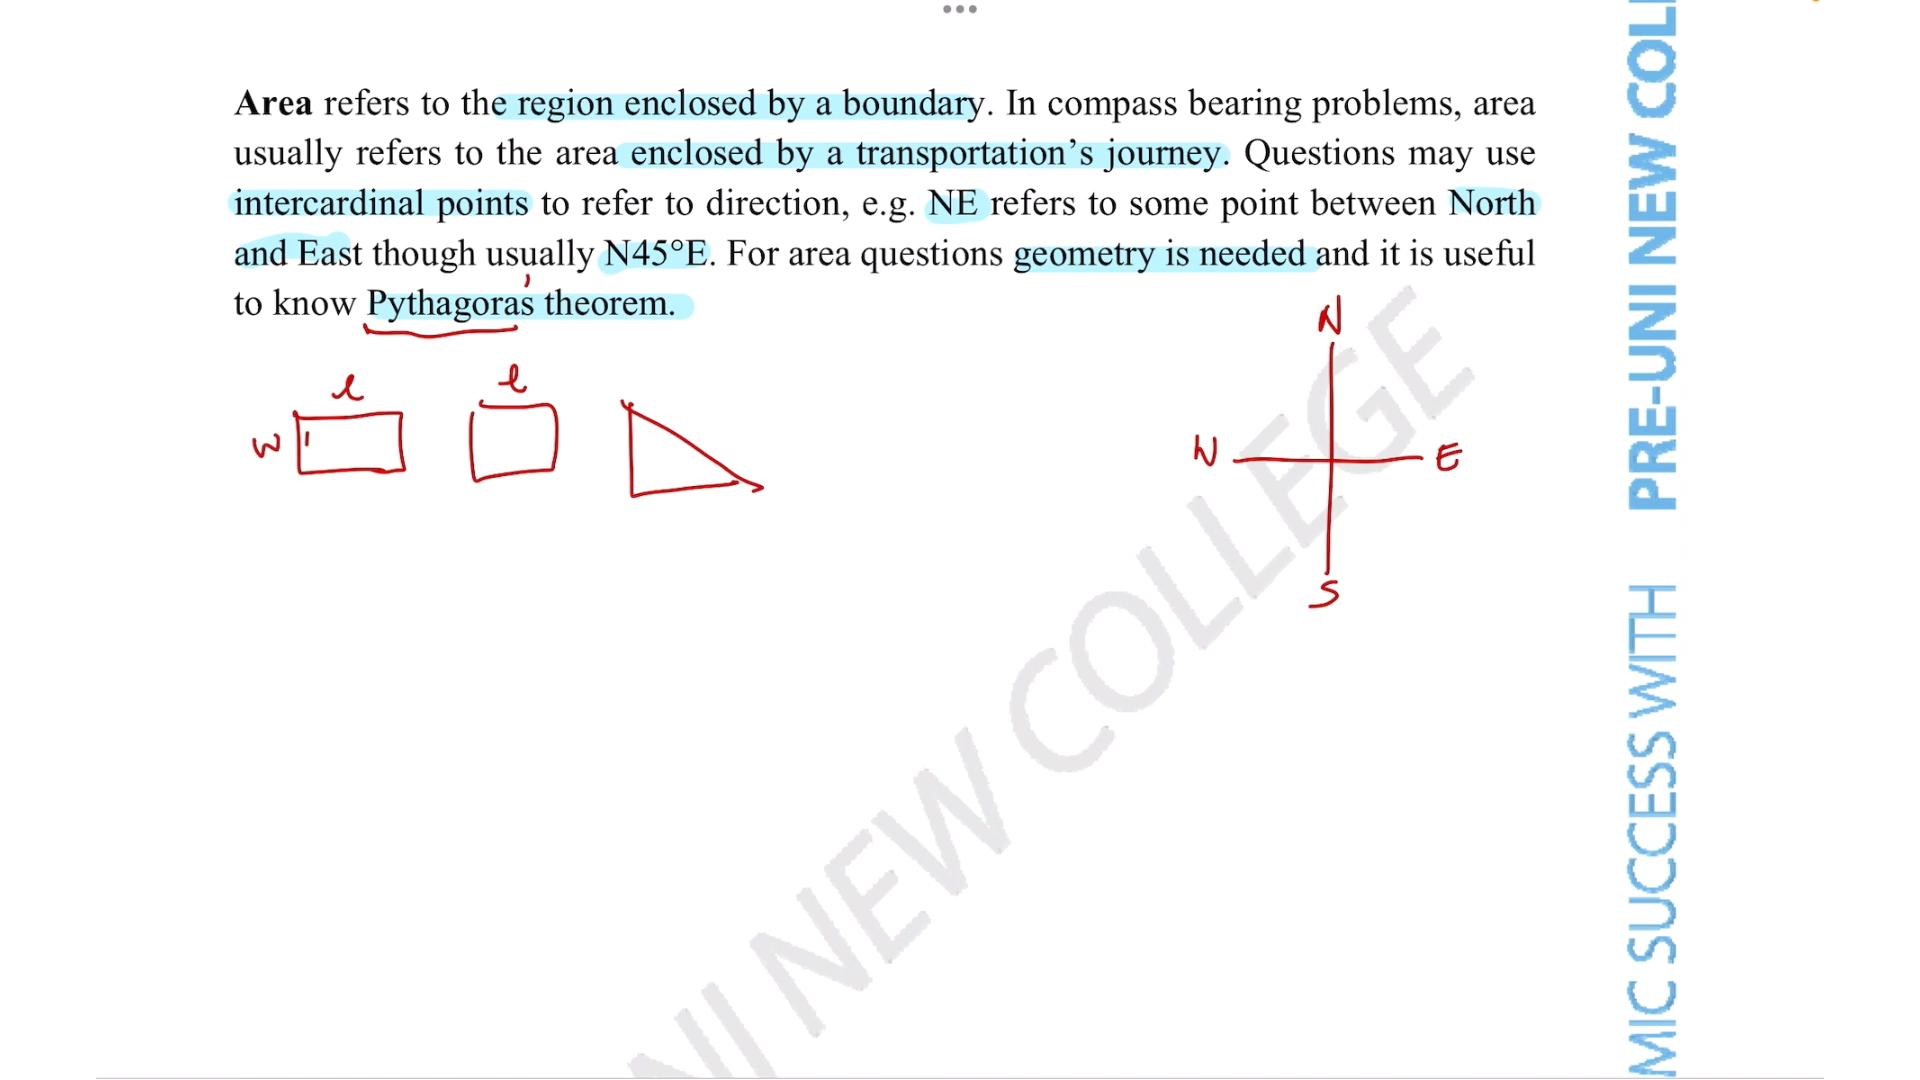 Area refers to the region enclosed by a boundary. In compass bearing problems, area
usually refers to the area enclosed by a transportation’s journey. Questions may use
intercardinal points to refer to direction, e.g. NE refers to some point between North
and East though usually N45°E. For area questions geometry is needed and it is useful
to know Pythagoras' theorem.
l
l
w
N
W
E
S
NI NEW COLLEGE
MIC SUCCESS WITH PRE-UNI NEW COL